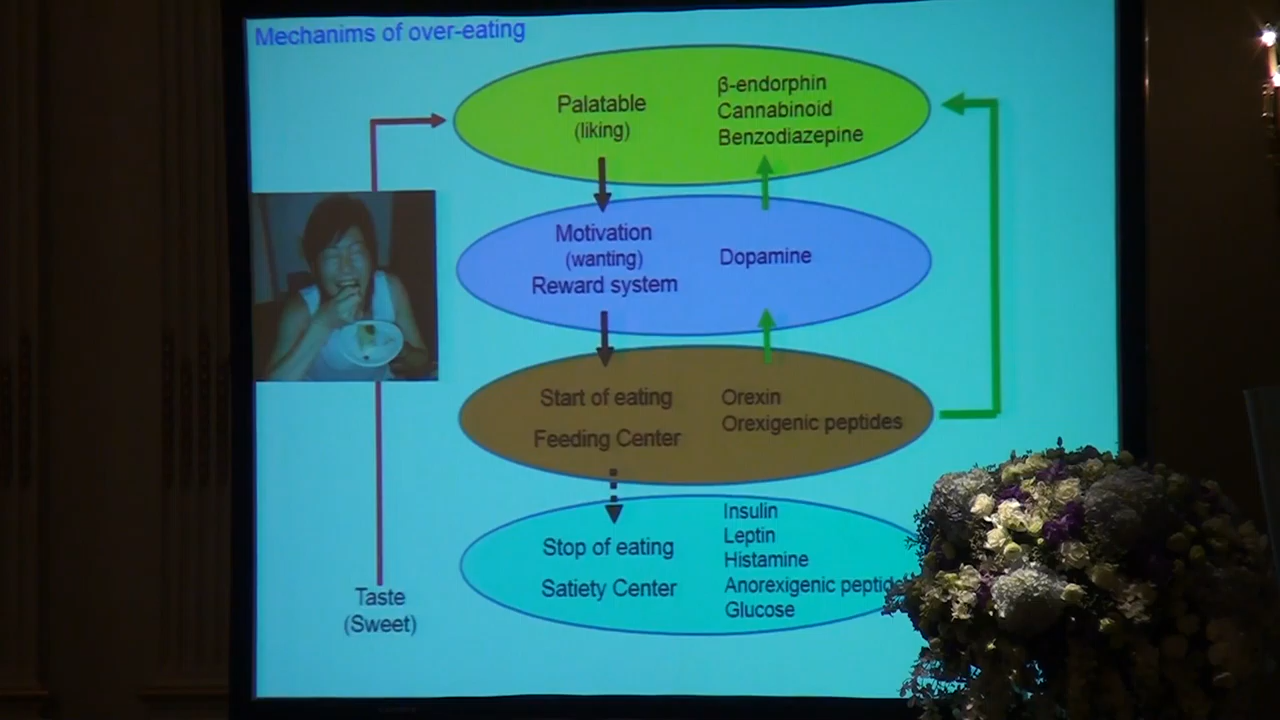 Mechanims of over-eating
Palatable
(liking)
β-endorphin
Cannabinoid
Benzodiazepine
Motivation
(wanting)
Reward system
Dopamine
Start of eating
Feeding Center
Orexin
Orexigenic peptides
Stop of eating
Satiety Center
Insulin
Leptin
Histamine
Anorexigenic
Glucose
Taste
(Sweet)